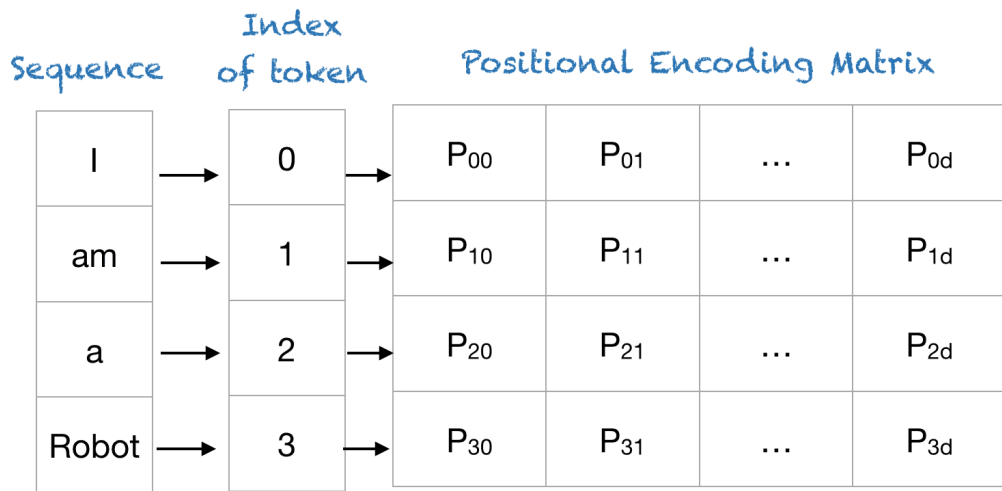 Sequence
Index
of token
Positional Encoding Matrix
I 0 P00 P01 ... P0d
am 1 P10 P11 ... P1d
a 2 P20 P21 ... P2d
Robot 3 P30 P31 ... P3d